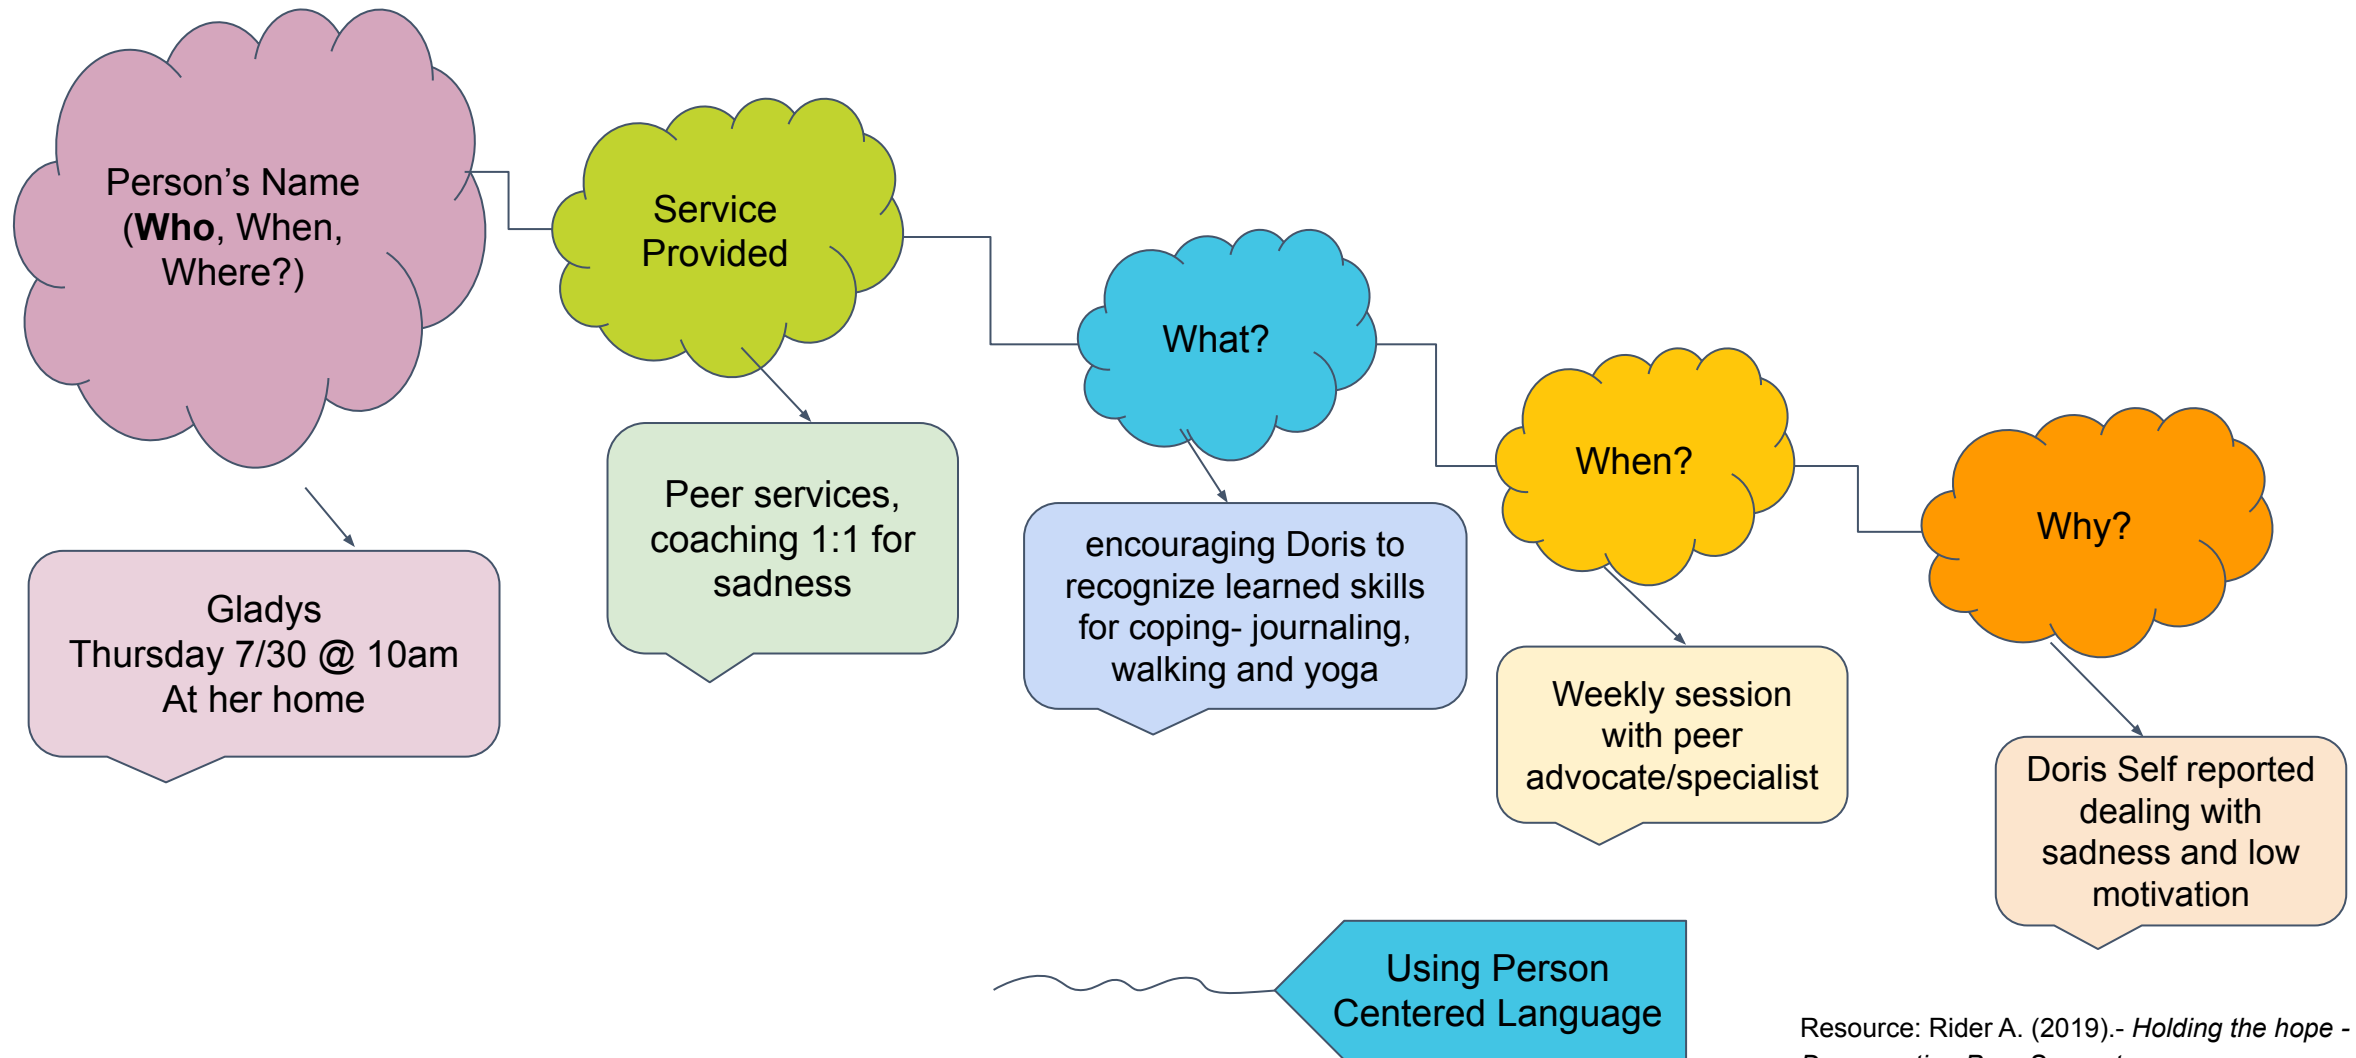 Person’s Name
(Who, When,
Where?)
Gladys
Thursday 7/30 @ 10am
At her home
Service
Provided
Peer services,
coaching 1:1 for
sadness
What?
encouraging Doris to
recognize learned skills
for coping- journaling,
walking and yoga
When?
Weekly session
with peer
advocate/specialist
Why?
Doris Self reported
dealing with
sadness and low
motivation
Using Person
Centered Language
Resource: Rider A. (2019).- Holding the hope -